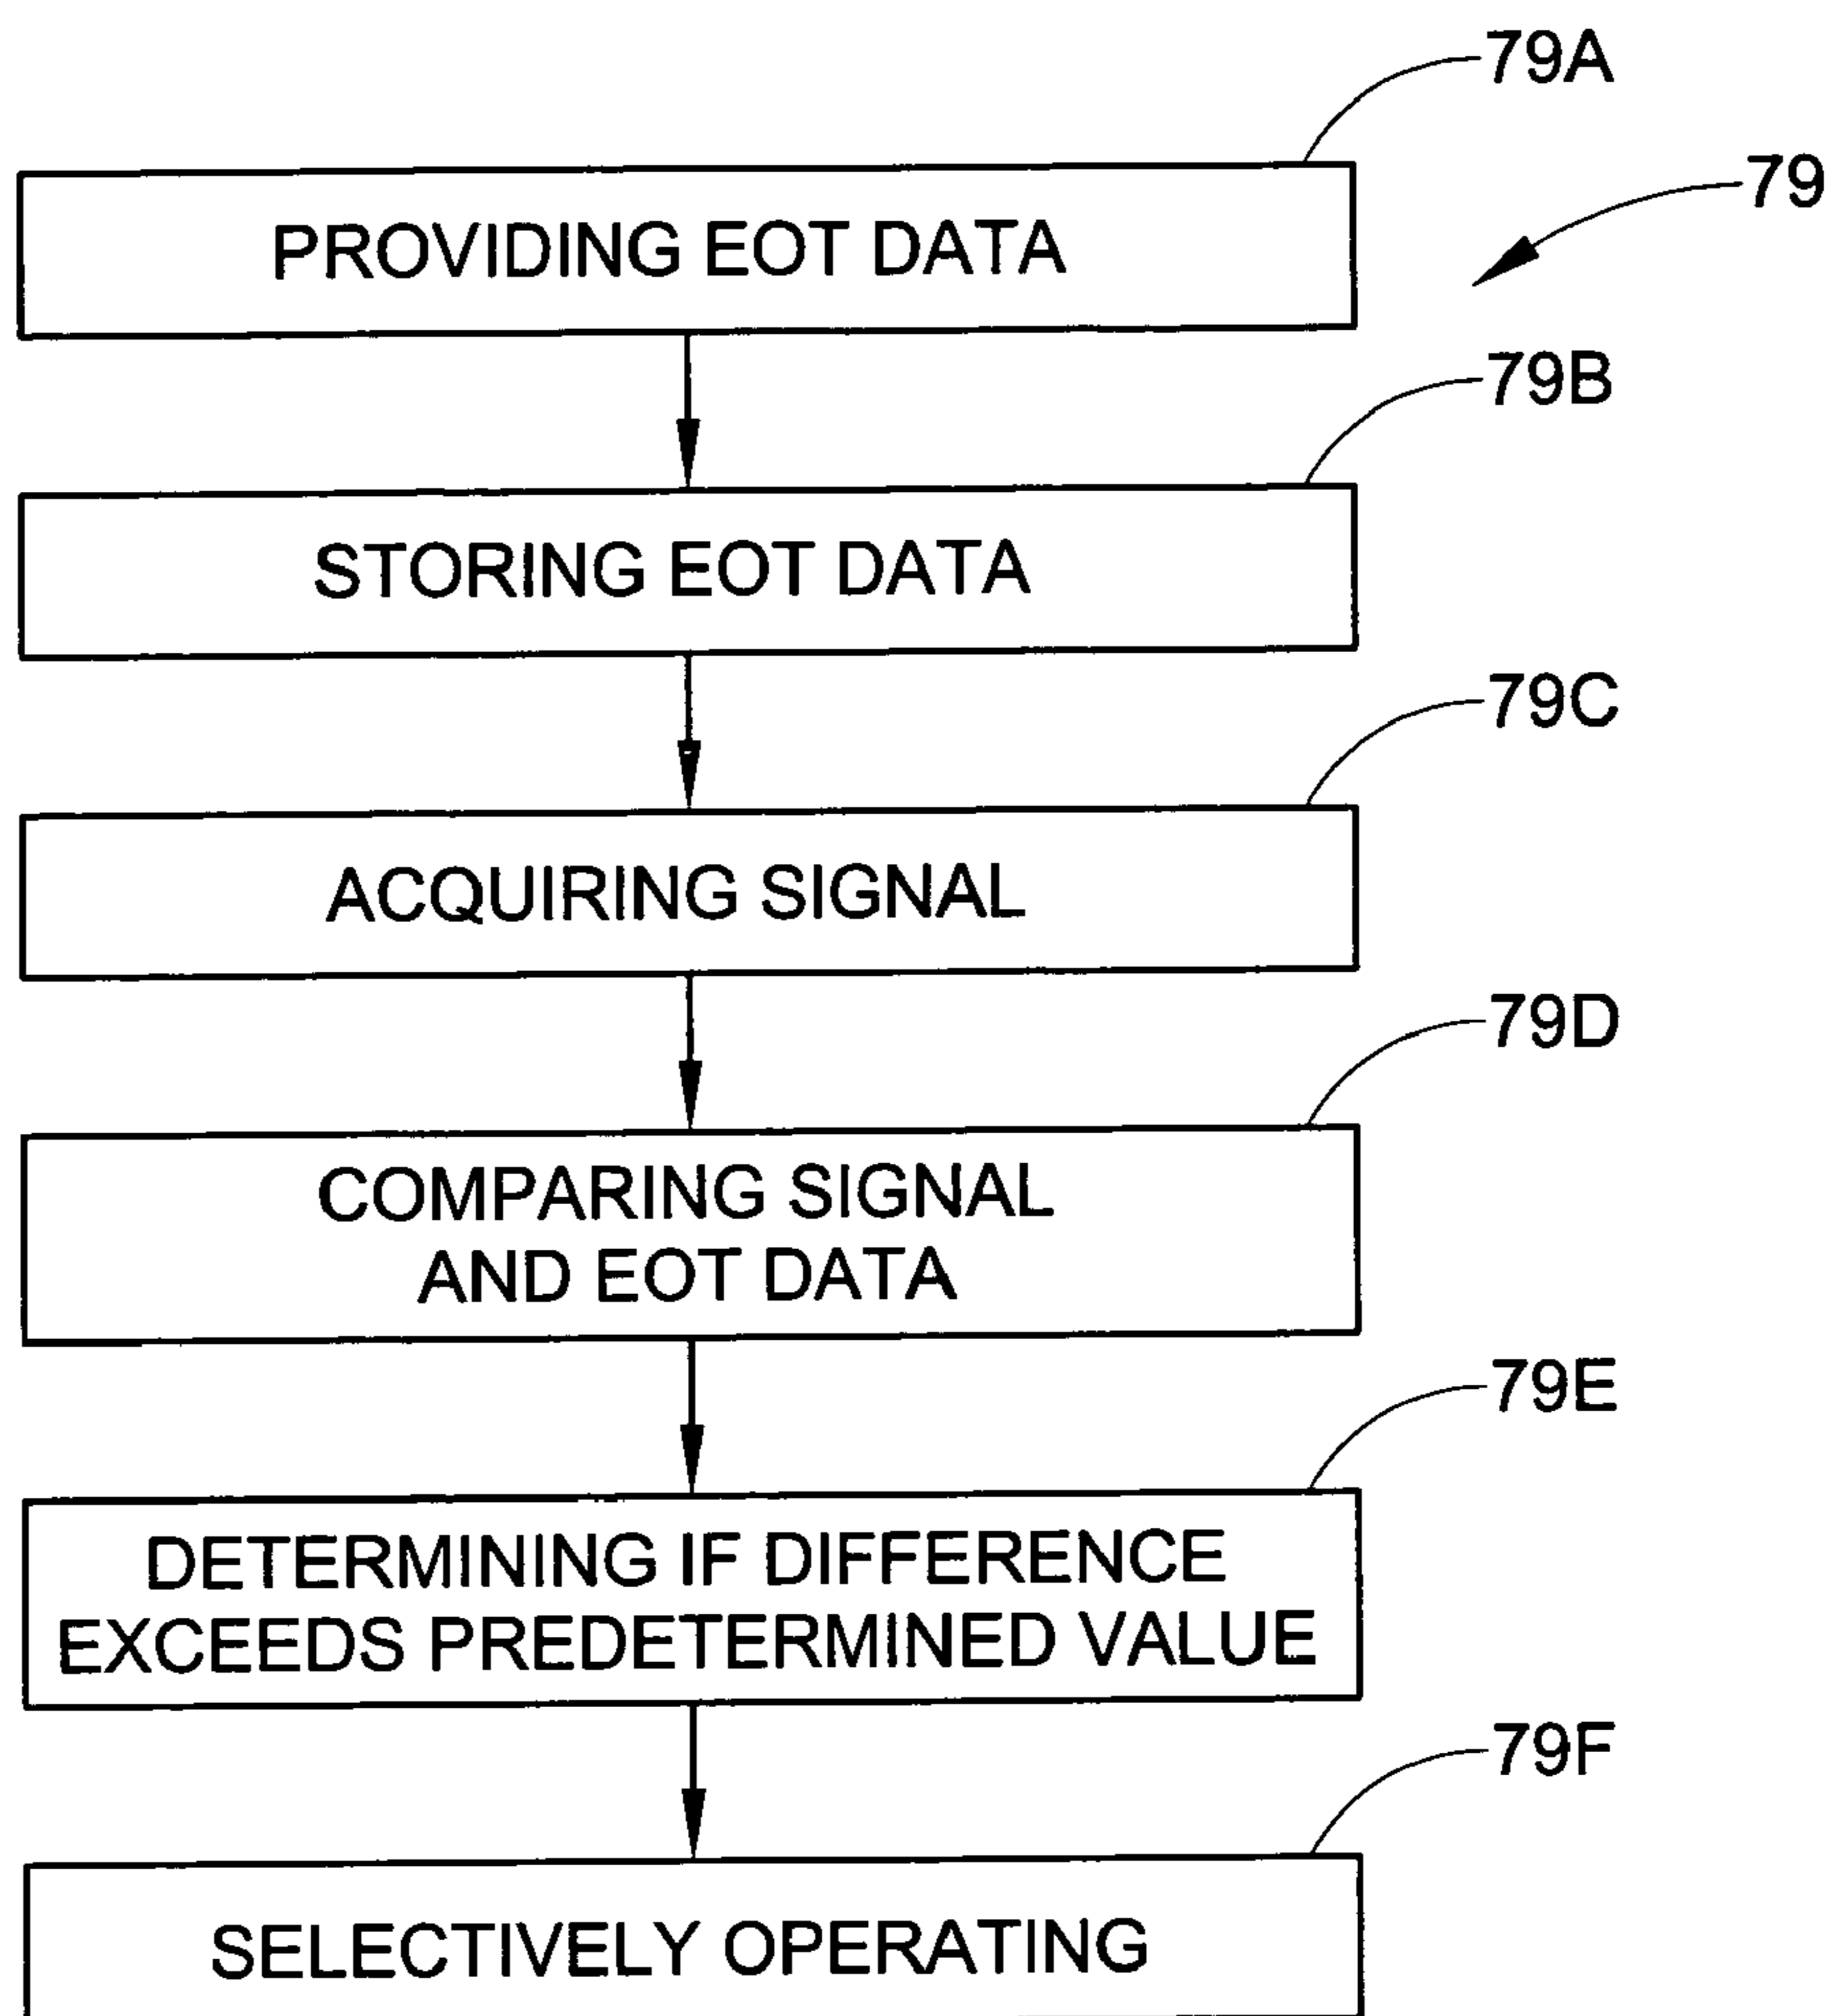 79A
79
PROVIDING EOT DATA
79B
STORING EOT DATA
79C
ACQUIRING SIGNAL
79D
COMPARING SIGNAL
AND EOT DATA
79E
DETERMINING IF DIFFERENCE
EXCEEDS PREDETERMINED VALUE
79F
SELECTIVELY OPERATING